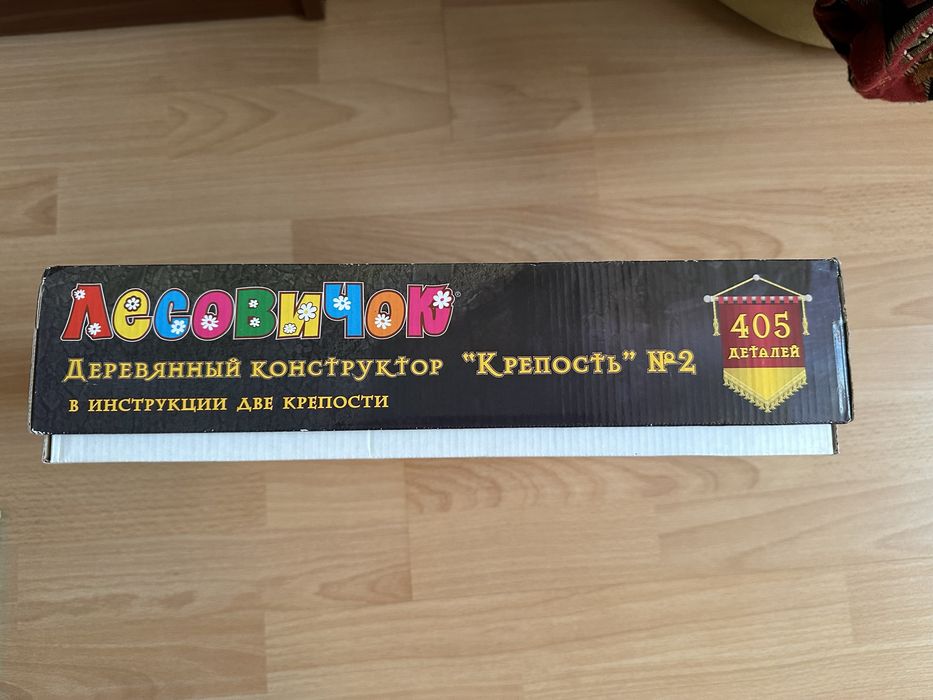 Лесовичок®
Деревянный конструктор "Крепость" №2
в инструкции две крепости
405
деталей